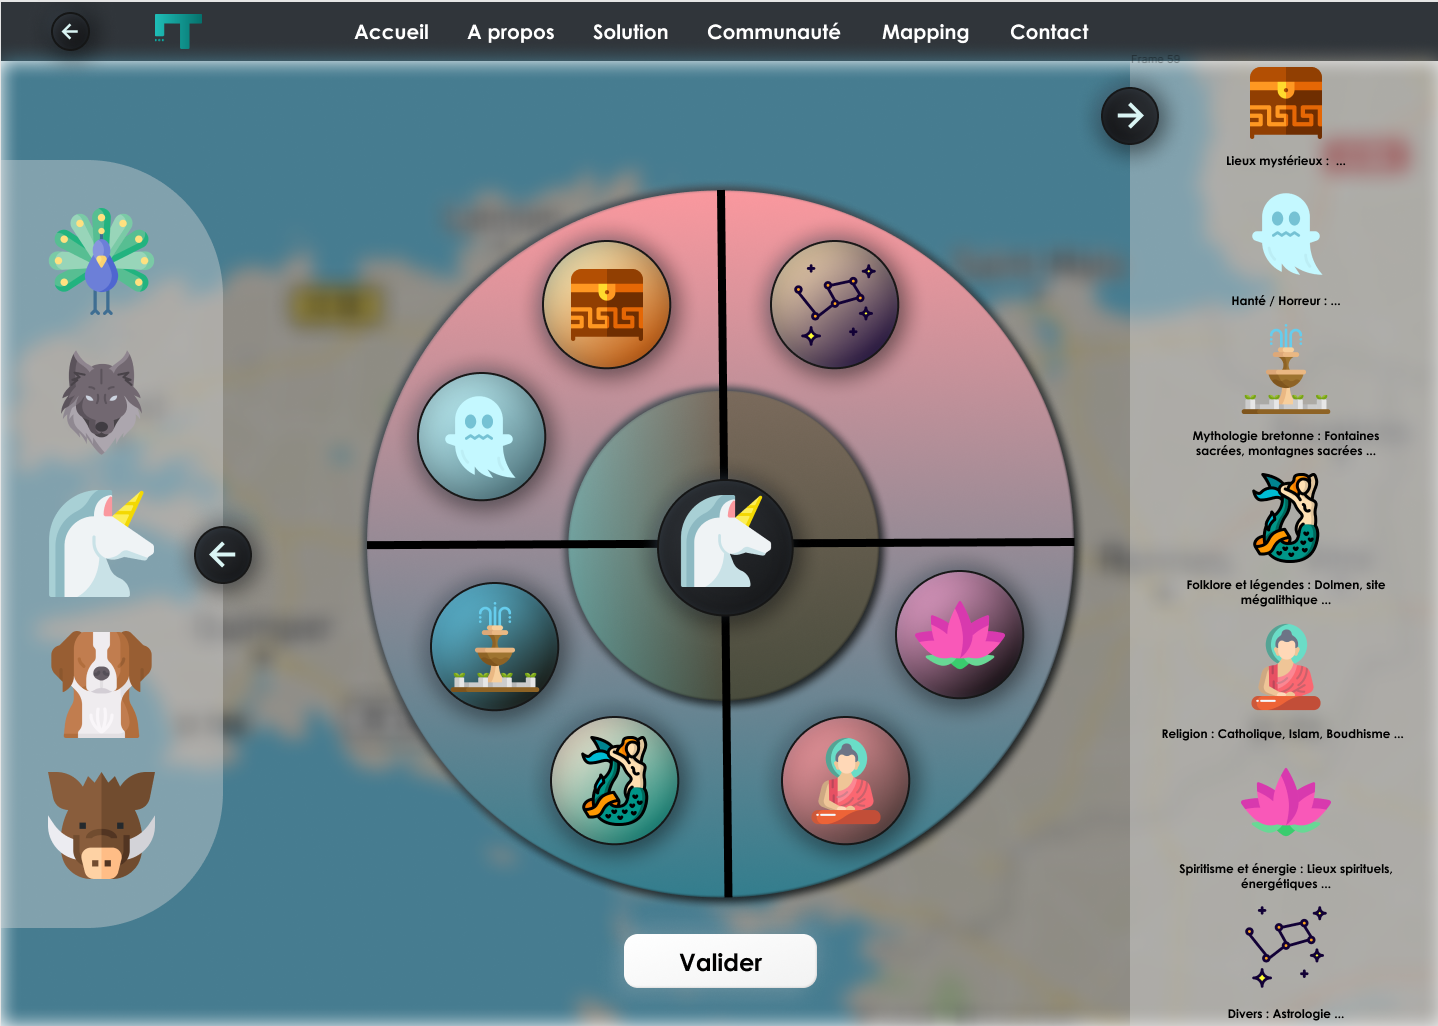 Accueil A propos Solution Communauté Mapping Contact
Frame 59
Lieux mystérieux : ...
Hanté / Horreur : ...
Mythologie bretonne : Fontaines
sacrées, montagnes sacrées ...
Folklore et légendes : Dolmen, site
mégalithique ...
Religion : Catholique, Islam, Boudhisme ...
Spiritisme et énergie : Lieux spirituels,
énergétiques ...
Divers : Astrologie ...
Valider